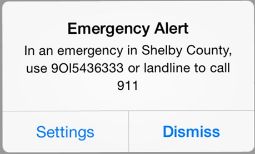 Emergency Alert
In an emergency in Shelby County,
use 9OI5436333 or landline to call
911
Settings
Dismiss